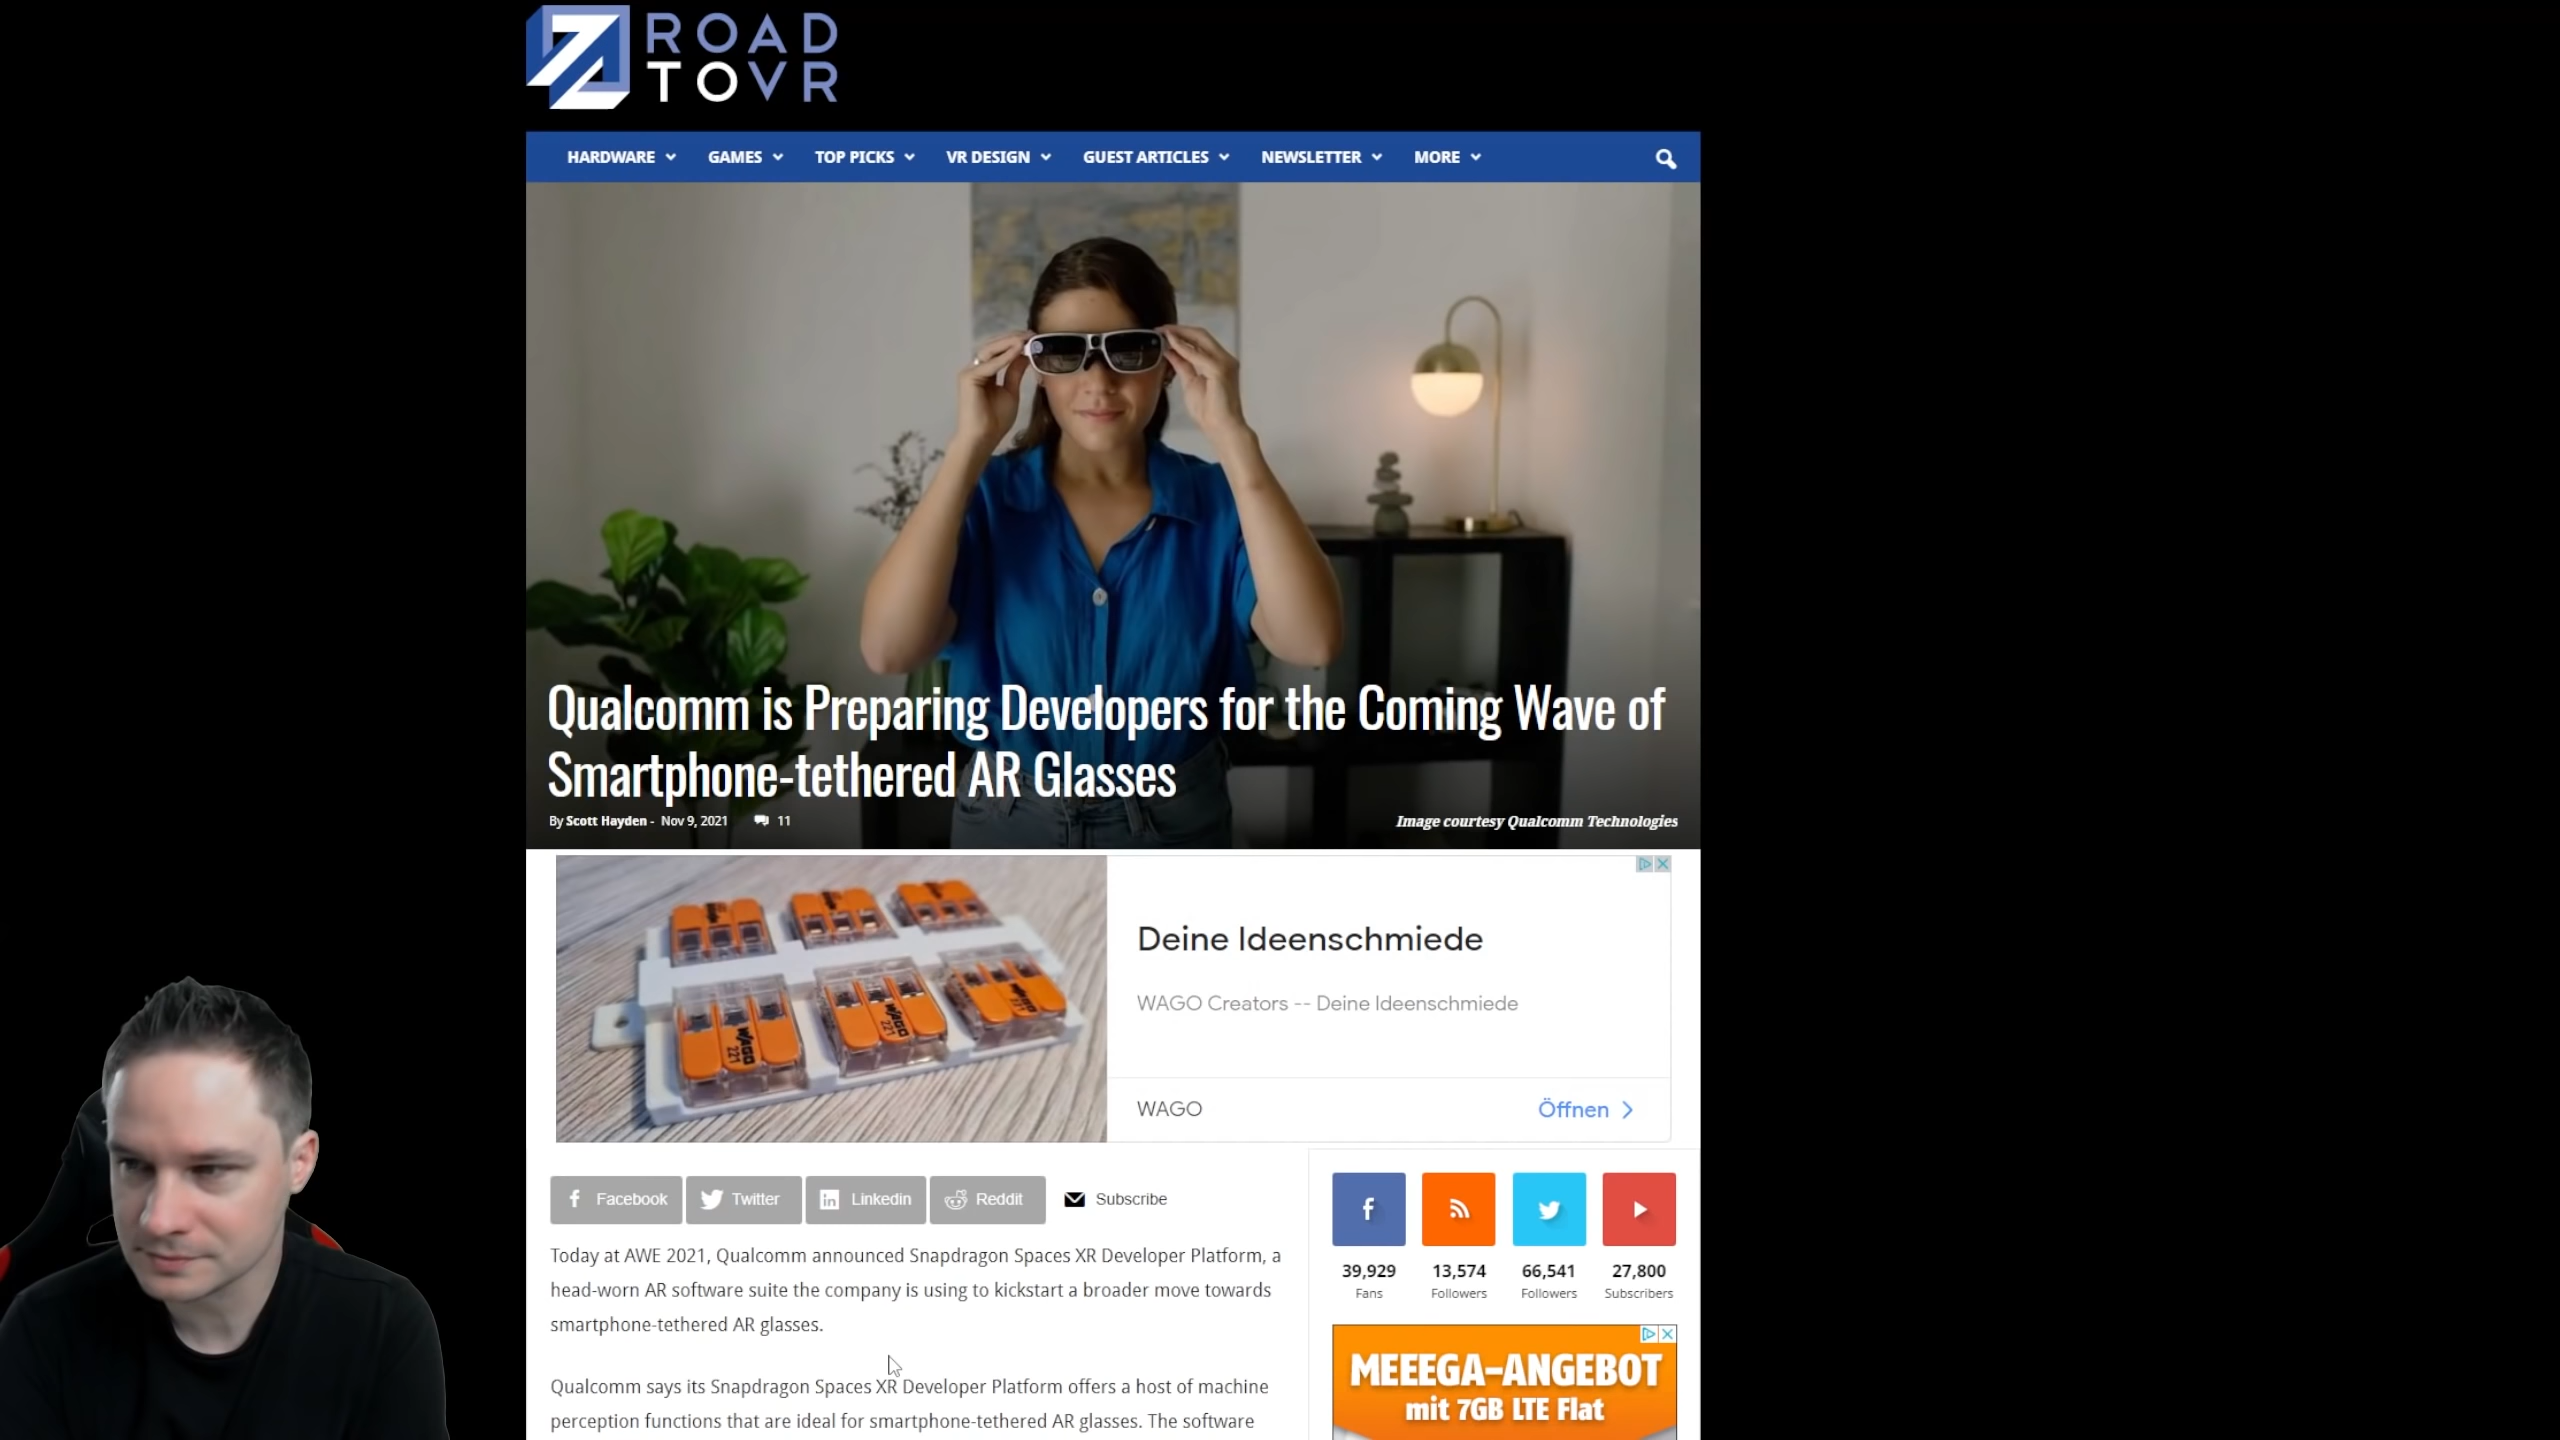 ROAD
TOVR
HARDWARE GAMES TOP PICKS VR DESIGN GUEST ARTICLES NEWSLETTER MORE
Qualcomm is Preparing Developers for the Coming Wave of
Smartphone-tethered AR Glasses
By Scott Hayden - Nov 9, 2021 11
Image courtesy Qualcomm Technologies
WAGO
221
WAGO
221
WAGO
221
Deine Ideenschmiede
WAGO Creators -- Deine Ideenschmiede
WAGO
Öffnen
Facebook Twitter Linkedin Reddit Subscribe
Today at AWE 2021, Qualcomm announced Snapdragon Spaces XR Developer Platform, a
head-worn AR software suite the company is using to kickstart a broader move towards
smartphone-tethered AR glasses.
Qualcomm says its Snapdragon Spaces XR Developer Platform offers a host of machine
perception functions that are ideal for smartphone-tethered AR glasses. The software
39,929 13,574 66,541 27,800
Fans Followers Followers Subscribers
MEEEGA-ANGEBOT
mit 7GB LTE Flat